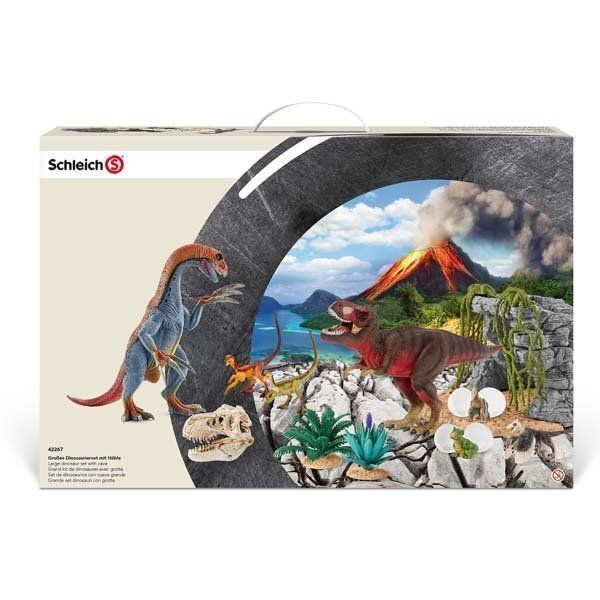 Schleich S
42267
Großes Dinosaurierset mit Höhle
Large dinosaur set with cave
Grand kit de dinosaures avec grotte
Set de dinosaurios con cueva grande
Grande set dinosauri con grotta